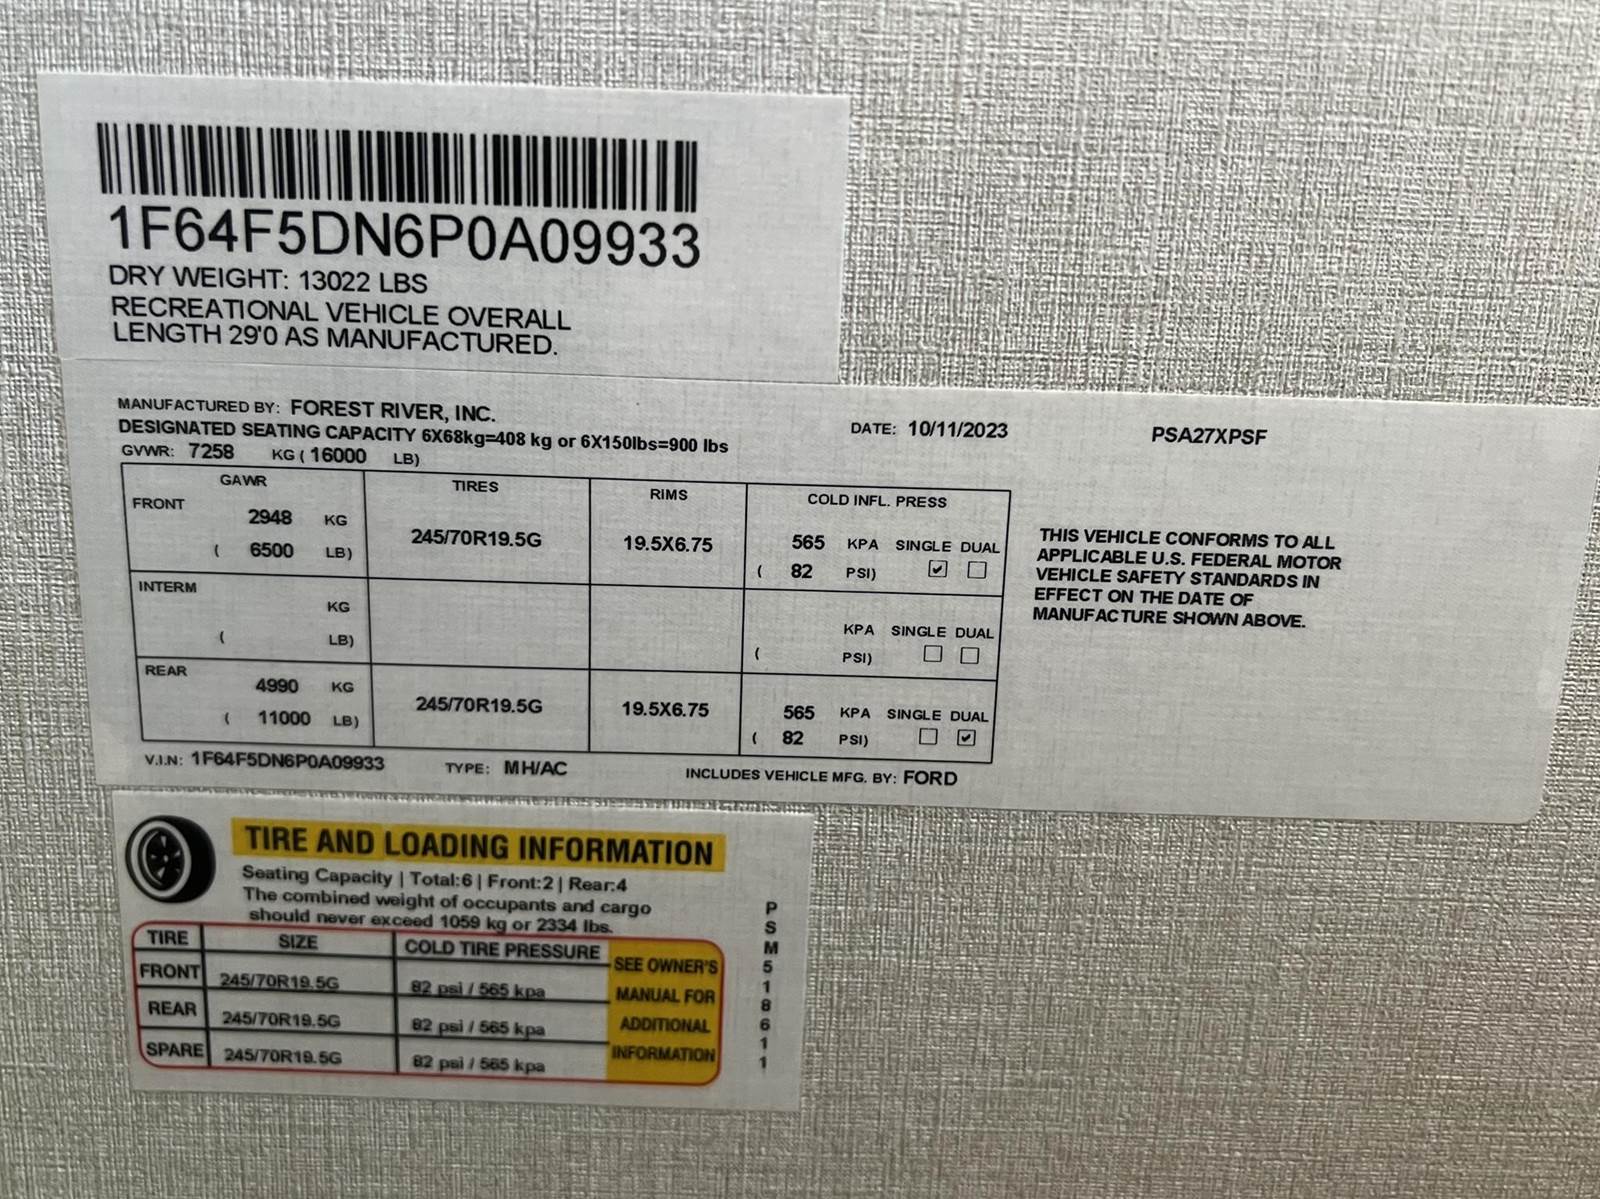 1F64F5DN6P0A09933
DRY WEIGHT: 13022 LBS
RECREATIONAL VEHICLE OVERALL
LENGTH 29'0 AS MANUFACTURED.
MANUFACTURED BY: FOREST RIVER, INC.
DATE: 10/11/2023
PSA27XPSF
DESIGNATED SEATING CAPACITY 6X68kg=408 kg or 6X150lbs=900 lbs
GVWR: 7258 KG ( 16000 LB)
GAWR TIRES RIMS COLD INFL. PRESS
FRONT
2948 KG 245/70R19.5G 19.5X6.75 565 KPA SINGLE DUAL
( 6500 LB) ( 82 PSI) ☑ ☐
INTERM
KG KPA SINGLE DUAL
( LB) ( PSI) ☐ ☐
REAR
4990 KG 245/70R19.5G 19.5X6.75 565 KPA SINGLE DUAL
( 11000 LB) ( 82 PSI) ☐ ☑
V.I.N: 1F64F5DN6P0A09933 TYPE: MH/AC INCLUDES VEHICLE MFG. BY: FORD
THIS VEHICLE CONFORMS TO ALL
APPLICABLE U.S. FEDERAL MOTOR
VEHICLE SAFETY STANDARDS IN
EFFECT ON THE DATE OF
MANUFACTURE SHOWN ABOVE.
TIRE AND LOADING INFORMATION
Seating Capacity | Total:6 | Front:2 | Rear:4
The combined weight of occupants and cargo
should never exceed 1059 kg or 2334 lbs.
TIRE SIZE COLD TIRE PRESSURE
FRONT 245/70R19.5G 82 psi / 565 kpa
REAR 245/70R19.5G 82 psi / 565 kpa
SPARE 245/70R19.5G 82 psi / 565 kpa
SEE OWNER'S
MANUAL FOR
ADDITIONAL
INFORMATION
PSM518611